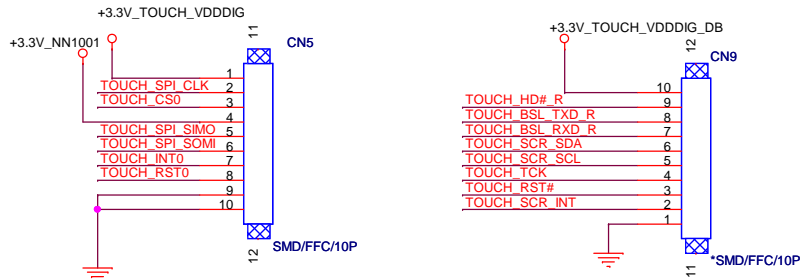 +3.3V_TOUCH_VDDDIG
+3.3V_NN1001
11
CN5
1
TOUCH_SPI_CLK 2
TOUCH_CS0 3
4
TOUCH_SPI_SIMO 5
TOUCH_SPI_SOMI 6
TOUCH_INT0 7
TOUCH_RST0 8
9
10
12
SMD/FFC/10P
+3.3V_TOUCH_VDDDIG_DB
12
CN9
10
TOUCH_HD#_R 9
TOUCH_BSL_TXD_R 8
TOUCH_BSL_RXD_R 7
TOUCH_SCR_SDA 6
TOUCH_SCR_SCL 5
TOUCH_TCK 4
TOUCH_RST# 3
TOUCH_SCR_INT 2
1
11
*SMD/FFC/10P